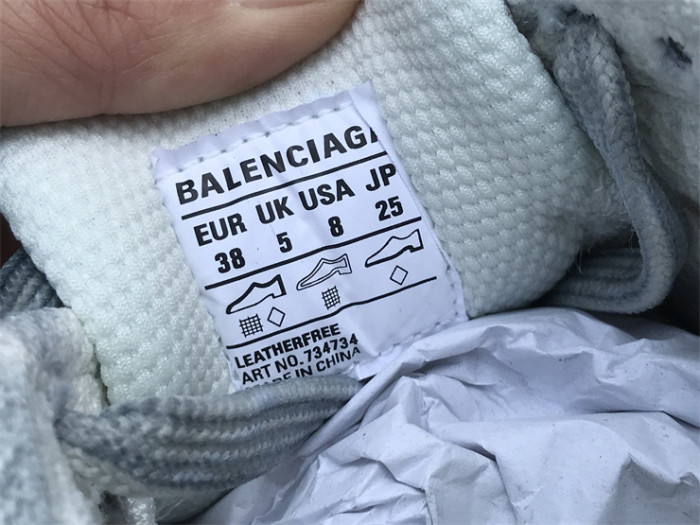 BALENCIAGA
EUR UK USA JP
38 5 8 25
LEATHERFREE
ART NO.734734
MADE IN CHINA